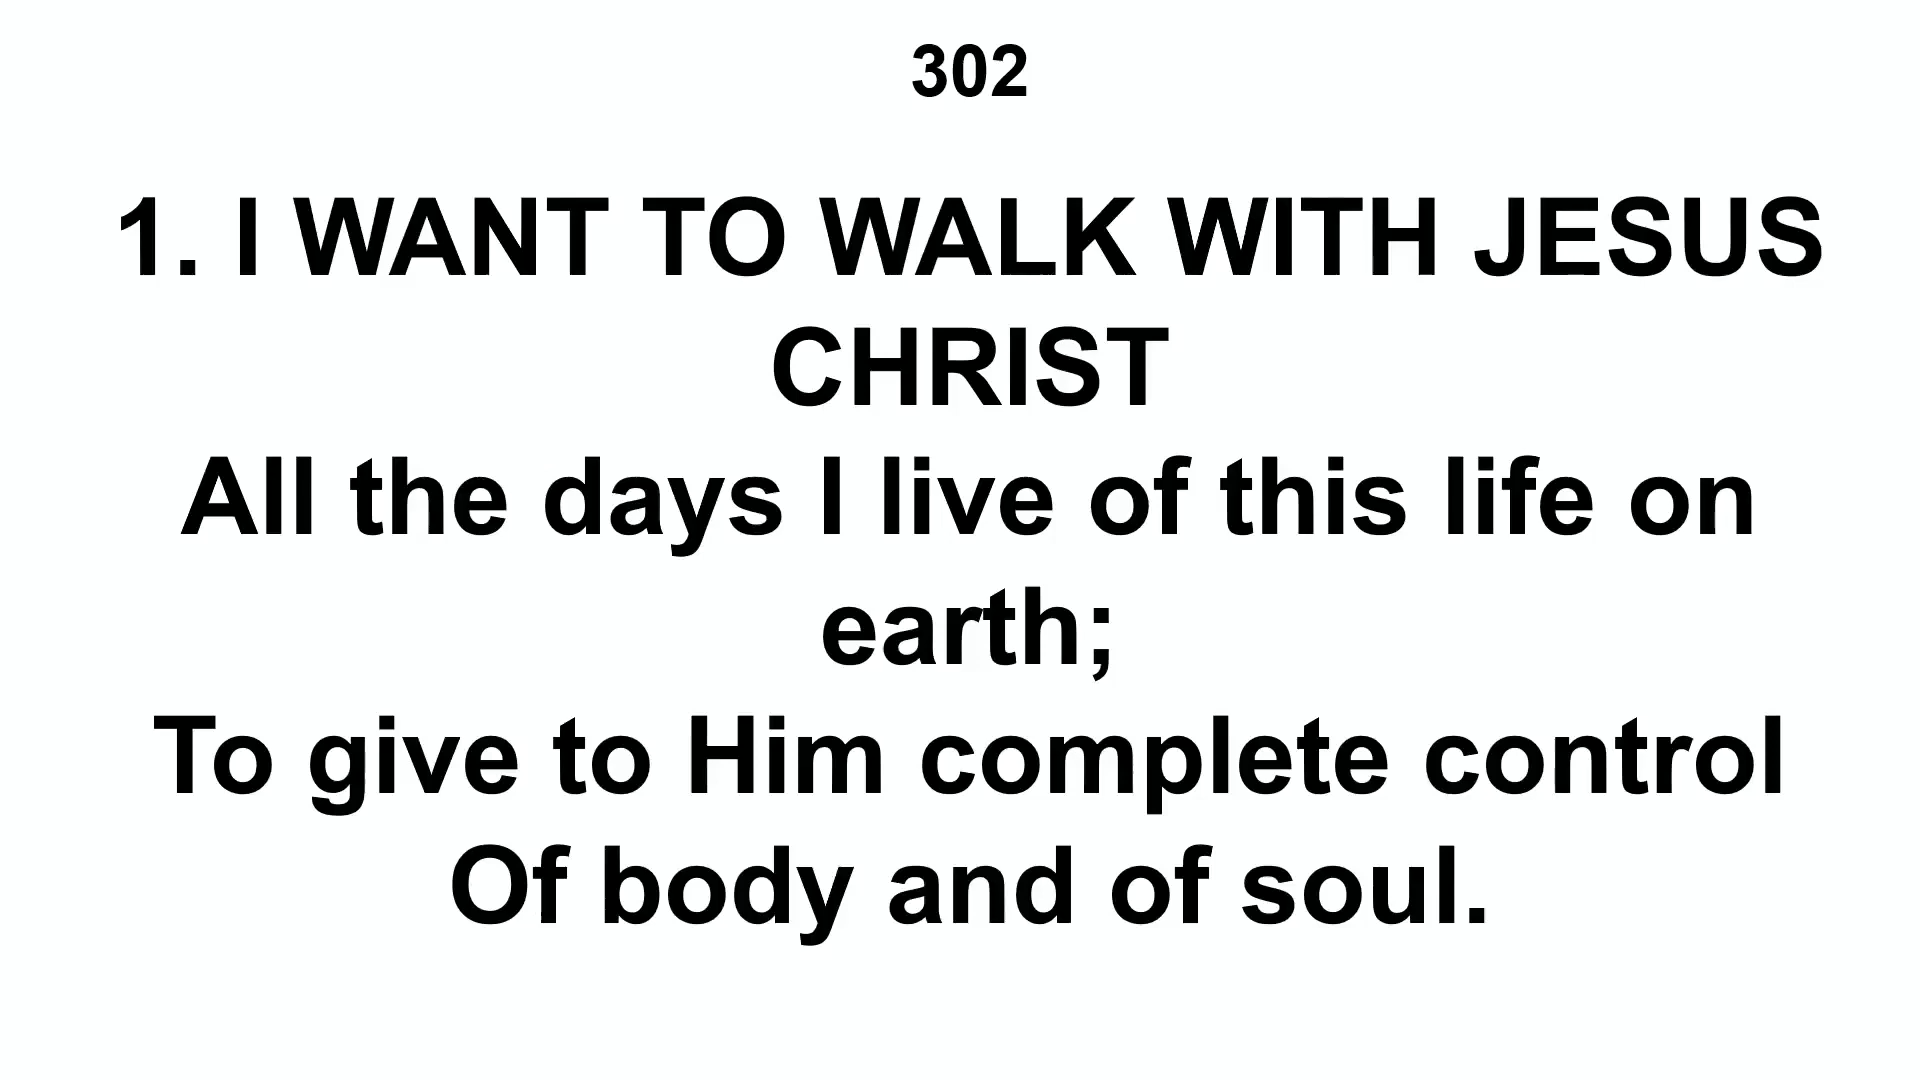 302
1. I WANT TO WALK WITH JESUS
CHRIST
All the days I live of this life on
earth;
To give to Him complete control
Of body and of soul.